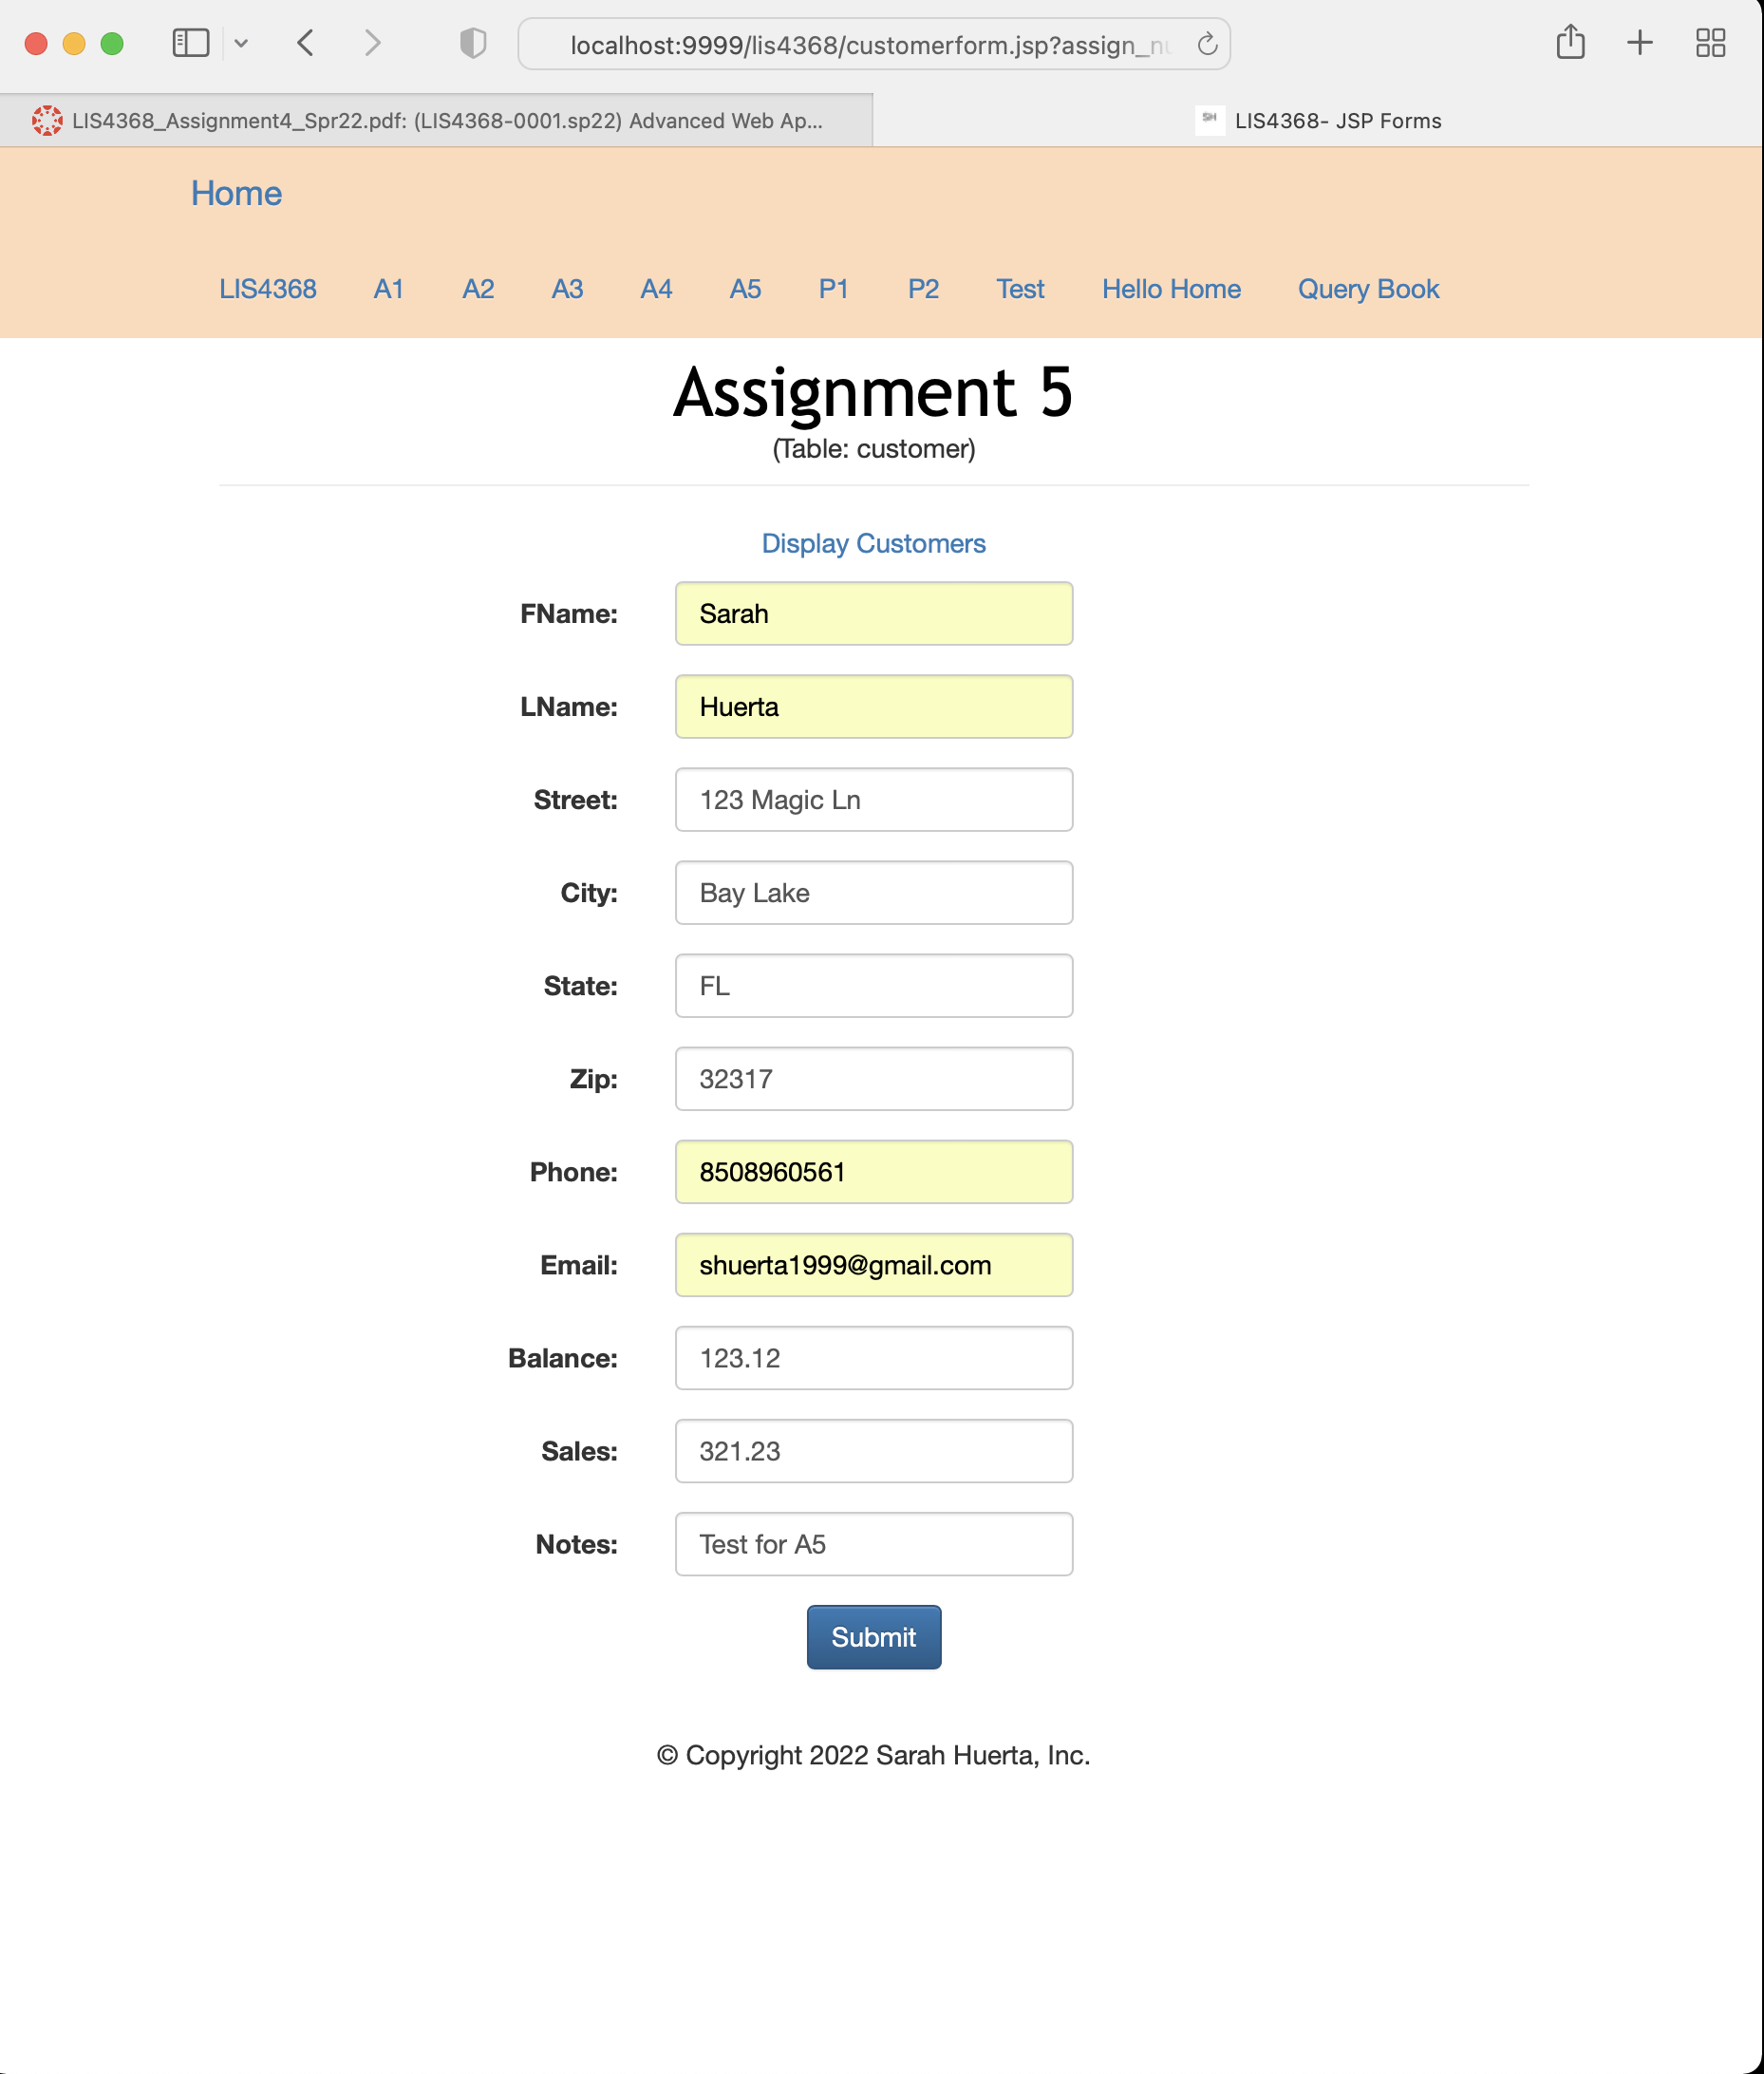 localhost:9999/lis4368/customerform.jsp?assign_nu
LIS4368_Assignment4_Spr22.pdf: (LIS4368-0001.sp22) Advanced Web Ap...
SH LIS4368- JSP Forms
Home
LIS4368 A1 A2 A3 A4 A5 P1 P2 Test Hello Home Query Book
Assignment 5
(Table: customer)
Display Customers
FName: Sarah
LName: Huerta
Street: 123 Magic Ln
City: Bay Lake
State: FL
Zip: 32317
Phone: 8508960561
Email: shuerta1999@gmail.com
Balance: 123.12
Sales: 321.23
Notes: Test for A5
Submit
© Copyright 2022 Sarah Huerta, Inc.